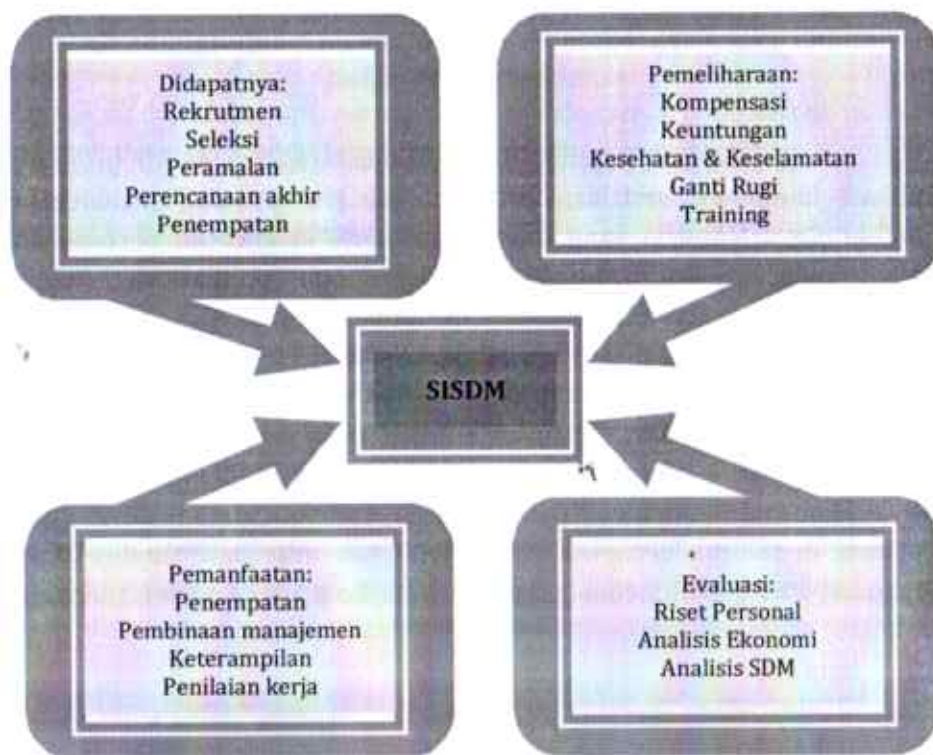 Didapatnya:
Rekrutmen
Seleksi
Peramalan
Perencanaan akhir
Penempatan
Pemeliharaan:
Kompensasi
Keuntungan
Kesehatan & Keselamatan
Ganti Rugi
Training
SISDM
Pemanfaatan:
Penempatan
Pembinaan manajemen
Keterampilan
Penilaian kerja
Evaluasi:
Riset Personal
Analisis Ekonomi
Analisis SDM